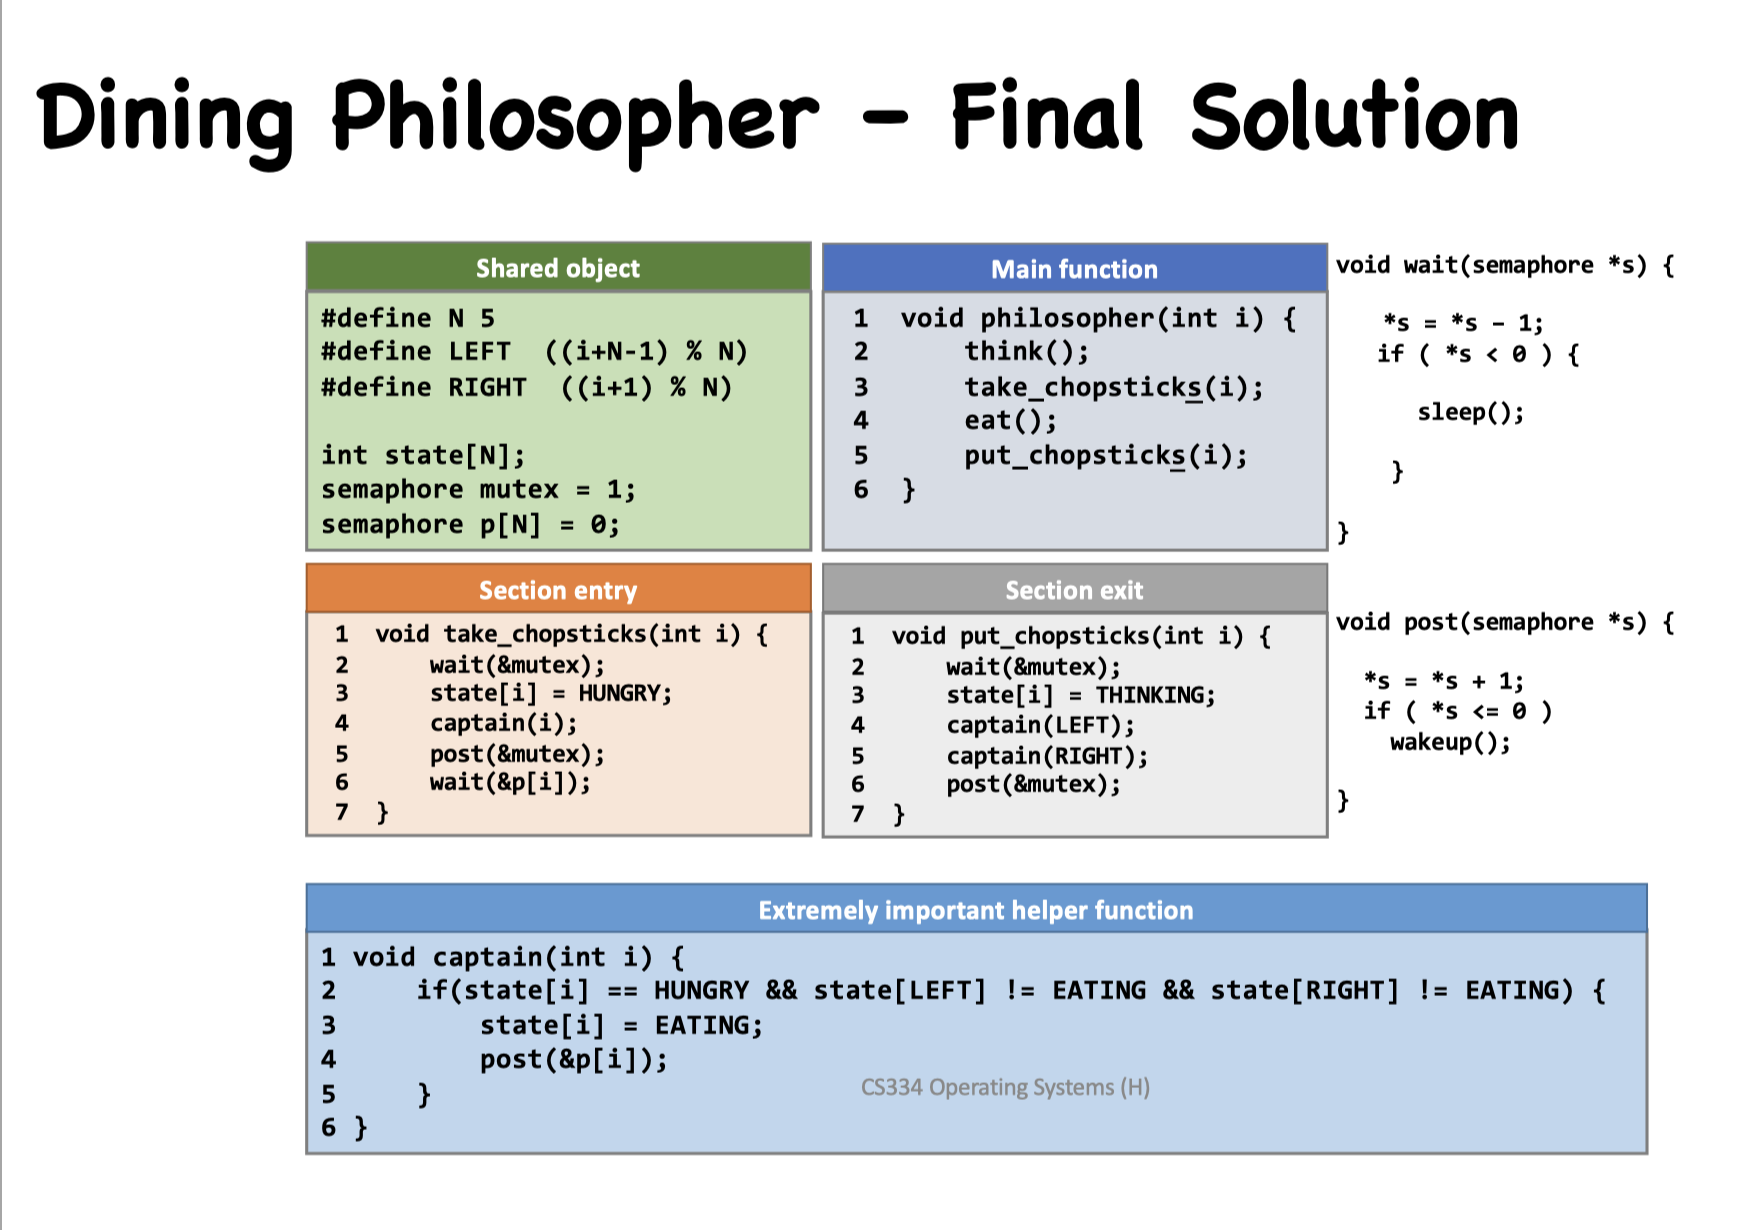 Dining Philosopher – Final Solution
Shared object
#define N 5
#define LEFT ((i+N-1) % N)
#define RIGHT ((i+1) % N)
int state[N];
semaphore mutex = 1;
semaphore p[N] = 0;
Main function
1 void philosopher(int i) {
2 think();
3 take_chopsticks(i);
4 eat();
5 put_chopsticks(i);
6 }
void wait(semaphore *s) {
*s = *s – 1;
if ( *s < 0 ) {
sleep();
}
}
Section entry
1 void take_chopsticks(int i) {
2 wait(&mutex);
3 state[i] = HUNGRY;
4 captain(i);
5 post(&mutex);
6 wait(&p[i]);
7 }
Section exit
1 void put_chopsticks(int i) {
2 wait(&mutex);
3 state[i] = THINKING;
4 captain(LEFT);
5 captain(RIGHT);
6 post(&mutex);
7 }
void post(semaphore *s) {
*s = *s + 1;
if ( *s <= 0 )
wakeup();
}
Extremely important helper function
1 void captain(int i) {
2 if(state[i] == HUNGRY && state[LEFT] != EATING && state[RIGHT] != EATING) {
3 state[i] = EATING;
4 post(&p[i]);
5 }
6 }
CS334 Operating Systems (H)